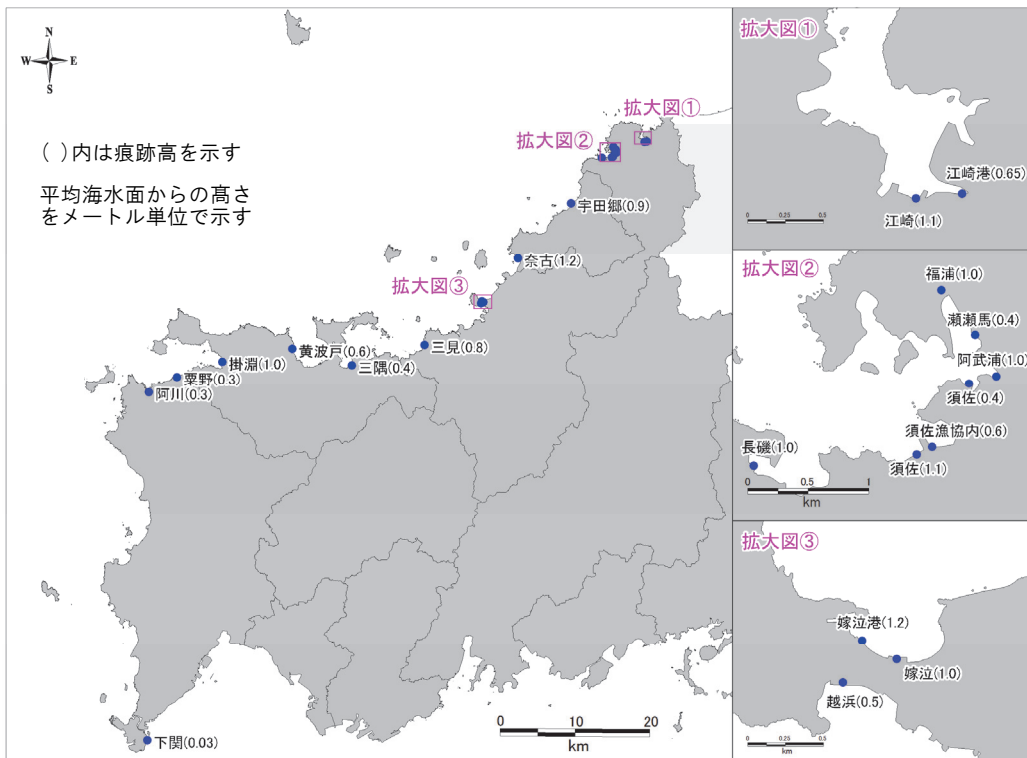 N
W E
S
( )内は痕跡高を示す
平均海水面からの髙さ
をメートル単位で示す
拡大図①
拡大図②
宇田郷(0.9)
奈古(1.2)
拡大図③
三見(0.8)
黄波戸(0.6)
三隅(0.4)
掛淵(1.0)
粟野(0.3)
阿川(0.3)
下関(0.03)
0 10 20
km
拡大図①
江崎港(0.65)
江崎(1.1)
0 0.25 0.5
km
拡大図②
福浦(1.0)
瀬瀬馬(0.4)
阿武浦(1.0)
須佐(0.4)
須佐漁協内(0.6)
須佐(1.1)
長磯(1.0)
0 0.5 1
km
拡大図③
嫁泣港(1.2)
嫁泣(1.0)
越浜(0.5)
0 0.25 0.5
km